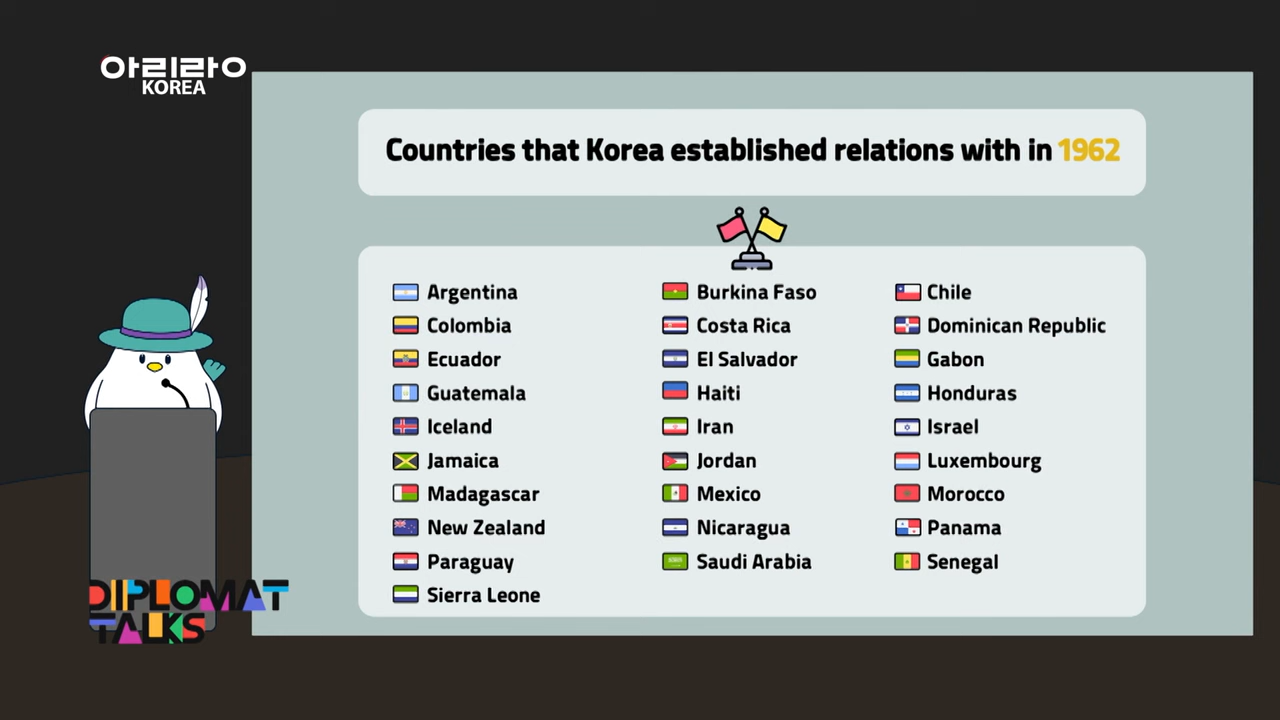 아리랑
KOREA
Countries that Korea established relations with in 1962
Argentina Burkina Faso Chile
Colombia Costa Rica Dominican Republic
Ecuador El Salvador Gabon
Guatemala Haiti Honduras
Iceland Iran Israel
Jamaica Jordan Luxembourg
Madagascar Mexico Morocco
New Zealand Nicaragua Panama
Paraguay Saudi Arabia Senegal
Sierra Leone
DIPLOMAT
TALKS